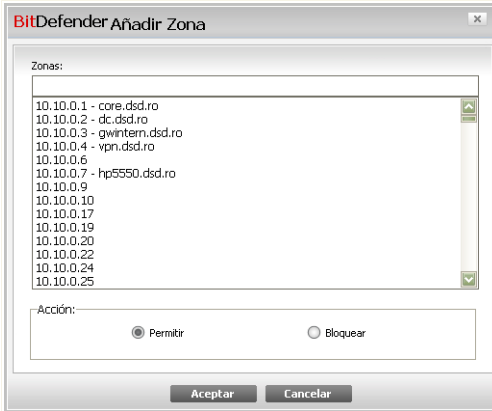 BitDefender Añadir Zona
Zonas:
10.10.0.1 - core.dsd.ro
10.10.0.2 - dc.dsd.ro
10.10.0.3 - gwintern.dsd.ro
10.10.0.4 - vpn.dsd.ro
10.10.0.6
10.10.0.7 - hp5550.dsd.ro
10.10.0.9
10.10.0.10
10.10.0.17
10.10.0.19
10.10.0.20
10.10.0.22
10.10.0.24
10.10.0.25
Acción:
Permitir Bloquear
Aceptar Cancelar